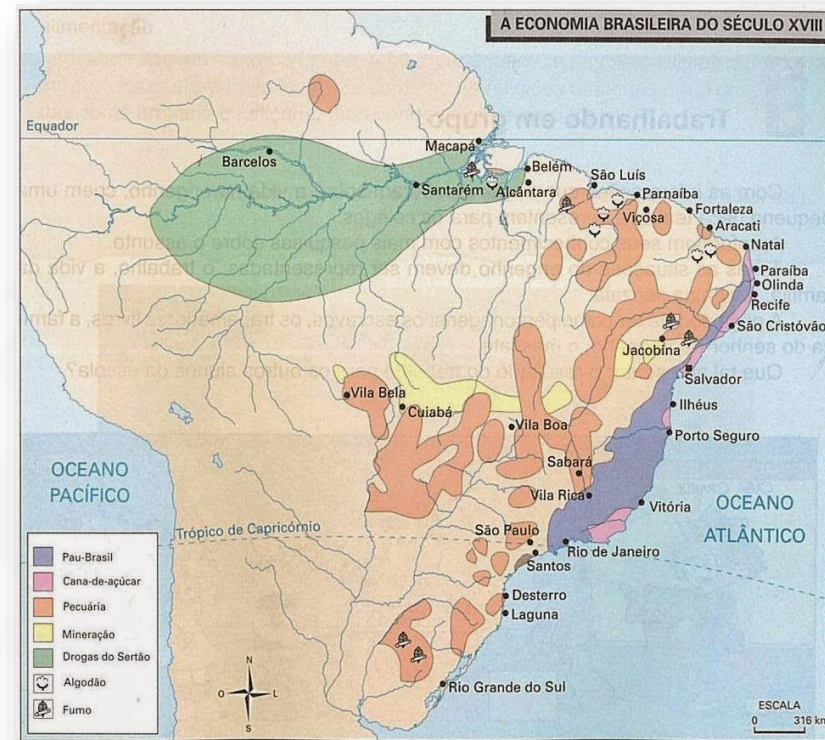 A ECONOMIA BRASILEIRA DO SÉCULO XVIII
Equador
Barcelos
Macapá
Santarém
Belém
Alcântara
São Luís
Parnaíba
Viçosa
Fortaleza
Aracati
Natal
Paraíba
Olinda
Recife
São Cristóvão
Jacobina
Salvador
Ilhéus
Vila Bela
Cuiabá
Vila Boa
Porto Seguro
Sabará
Vila Rica
Vitória
OCEANO
PACÍFICO
OCEANO
ATLÂNTICO
Trópico de Capricórnio
São Paulo
Rio de Janeiro
Santos
Desterro
Laguna
Rio Grande do Sul
Pau-Brasil
Cana-de-açúcar
Pecuária
Mineração
Drogas do Sertão
Algodão
Fumo
N
O
L
S
ESCALA
0 316 km
Trabalhando em grupo